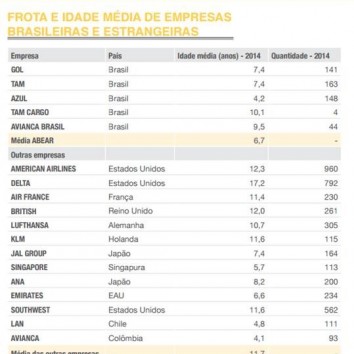 FROTA E IDADE MÉDIA DE EMPRESAS
BRASILEIRAS E ESTRANGEIRAS
Empresa País Idade média (anos) - 2014 Quantidade - 2014
GOL Brasil 7,4 141
TAM Brasil 7,4 163
AZUL Brasil 4,2 148
TAM CARGO Brasil 10,1 4
AVIANCA BRASIL Brasil 9,5 44
Média ABEAR 6,7 -
Outras empresas
AMERICAN AIRLINES Estados Unidos 12,3 960
DELTA Estados Unidos 17,2 792
AIR FRANCE França 11,4 230
BRITISH Reino Unido 12,0 261
LUFTHANSA Alemanha 10,7 305
KLM Holanda 11,6 115
JAL GROUP Japão 7,4 164
SINGAPORE Singapura 5,7 113
ANA Japão 8,2 200
EMIRATES EAU 6,6 234
SOUTHWEST Estados Unidos 11,6 562
LAN Chile 4,8 111
AVIANCA Colômbia 4,1 93
Média das outras empresas 11,7 -